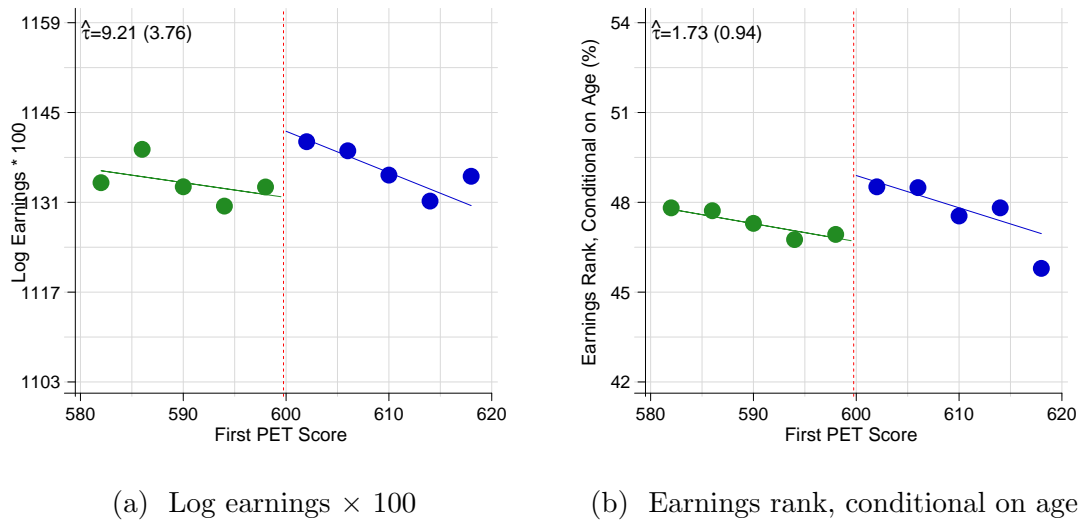 τ̂=9.21 (3.76)
Log Earnings * 100
1159
1145
1131
1117
1103
580 590 600 610 620
First PET Score
(a) Log earnings × 100
τ̂=1.73 (0.94)
Earnings Rank, Conditional on Age (%)
54
51
48
45
42
580 590 600 610 620
First PET Score
(b) Earnings rank, conditional on age